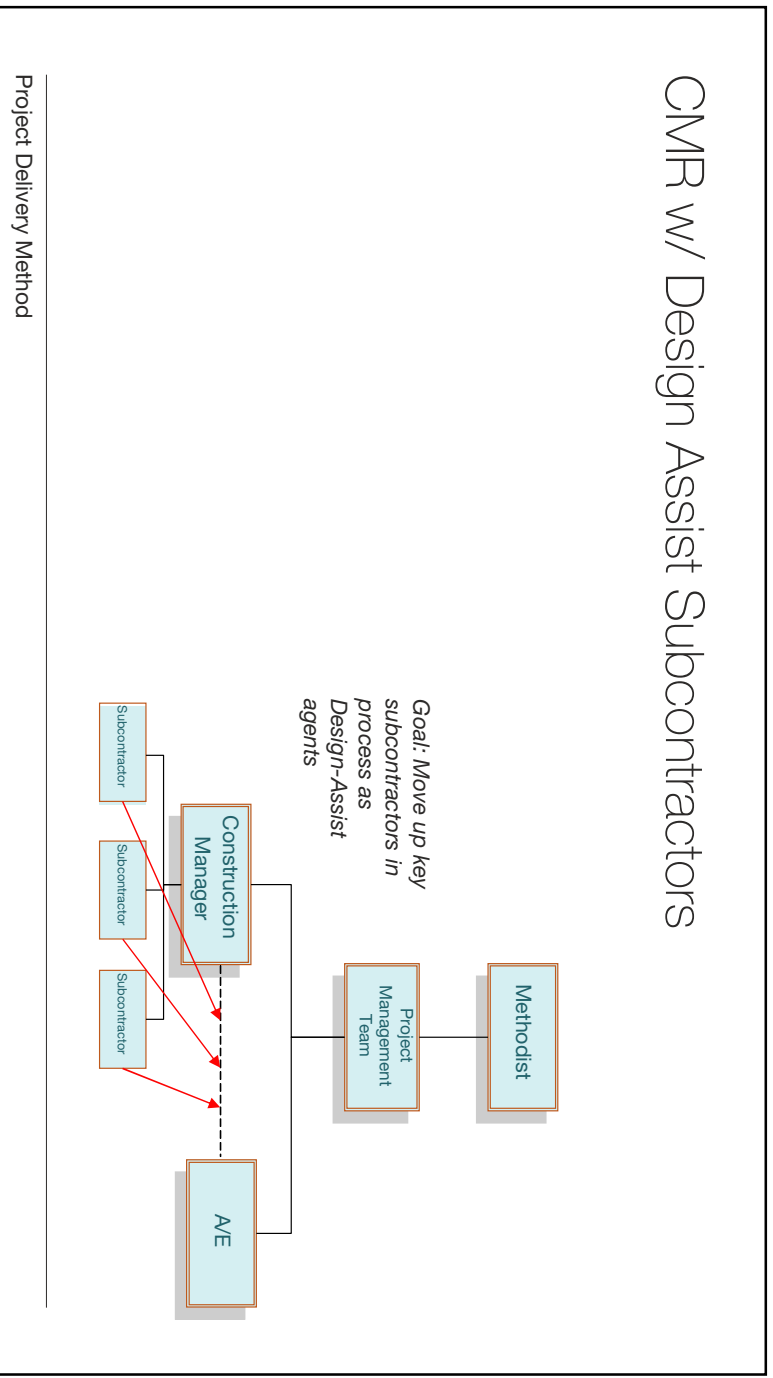 CMR w/ Design Assist Subcontractors
Methodist
Project
Management
Team
Goal: Move up key
subcontractors in
process as
Design-Assist
agents
Construction
Manager
A/E
Subcontractor
Subcontractor
Subcontractor
Project Delivery Method